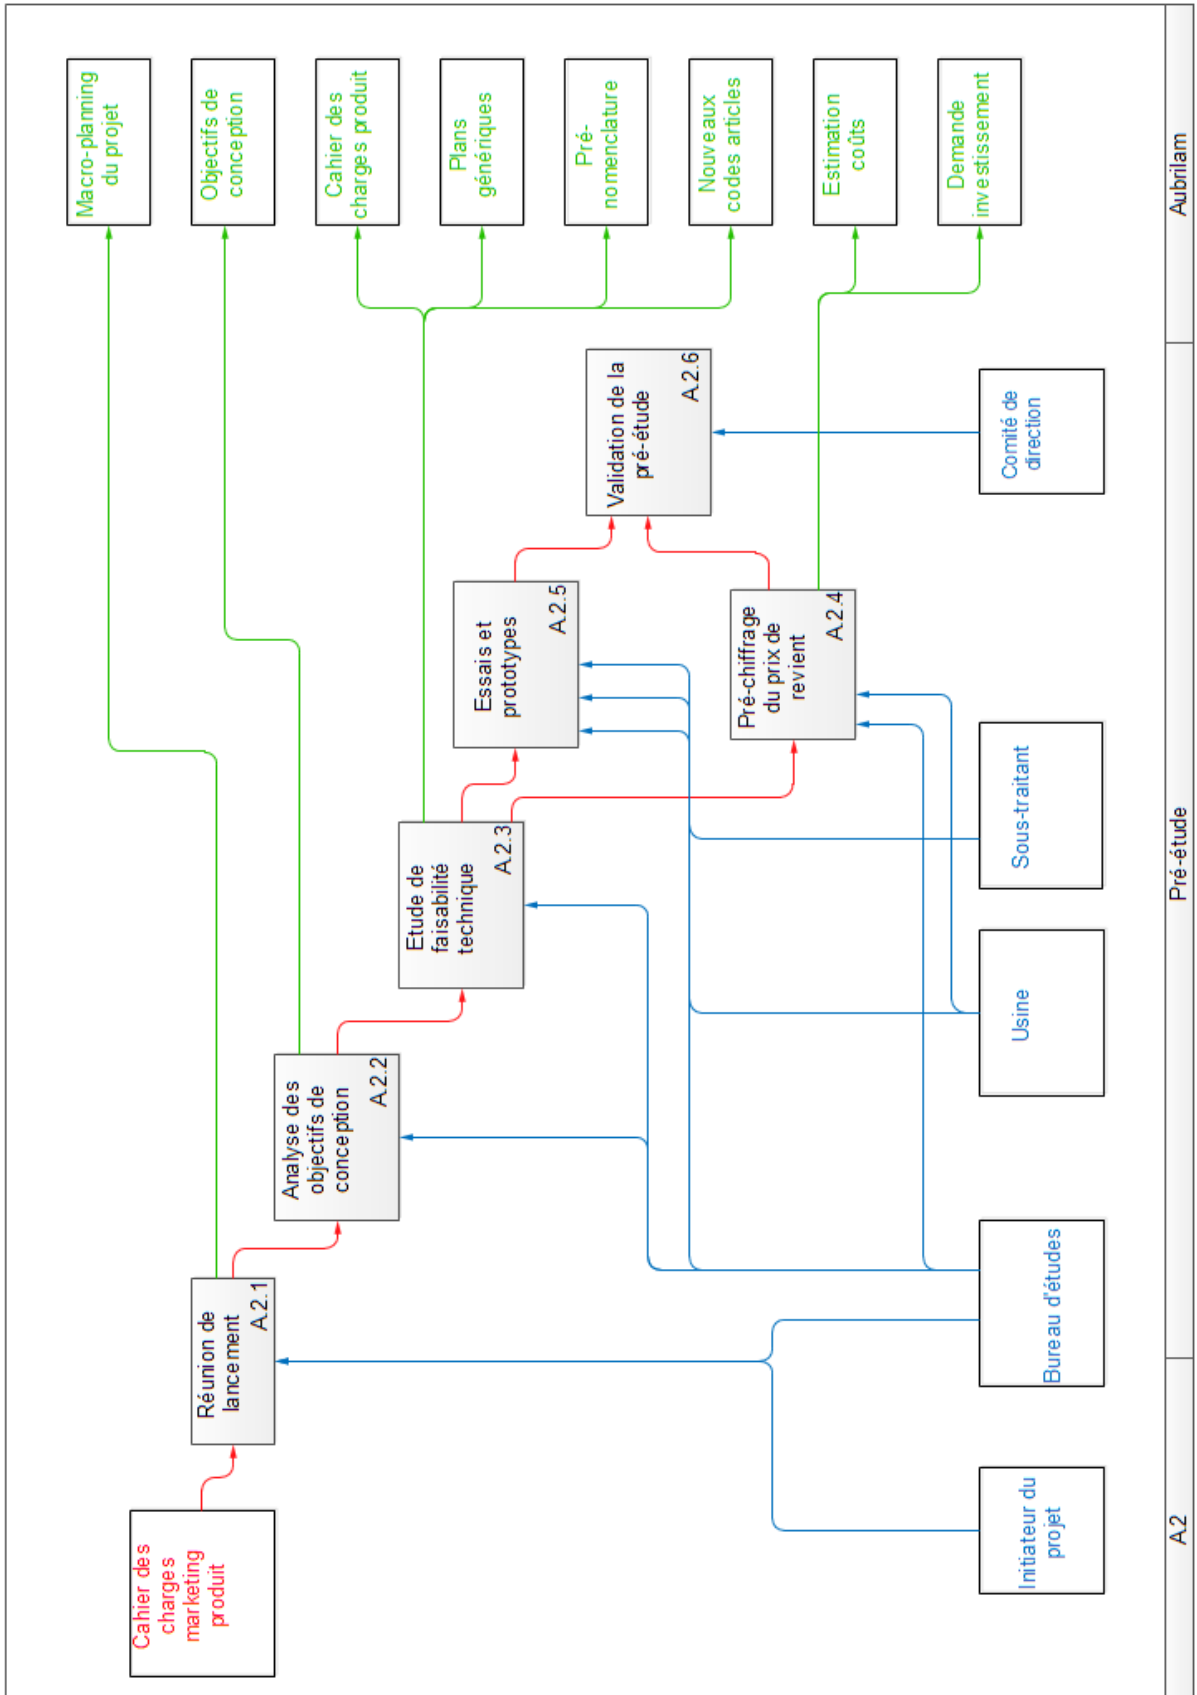 Cahier des
charges
marketing
produit
Réunion de
lancement
A.2.1
Analyse des
objectifs de
conception
A.2.2
Etude de
faisabilité
technique
A.2.3
Essais et
prototypes
A.2.5
Pré-chiffrage
du prix de
revient
A.2.4
Validation de la
pré-étude
A.2.6
Macro-planning
du projet
Objectifs de
conception
Cahier des
charges produit
Plans
génériques
Pré-
nomenclature
Nouveaux
codes articles
Estimation
coûts
Demande
investissement
Initiateur du
projet
Bureau d'études
Usine
Sous-traitant
Comité de
direction
A2
Pré-étude
Aubrilam